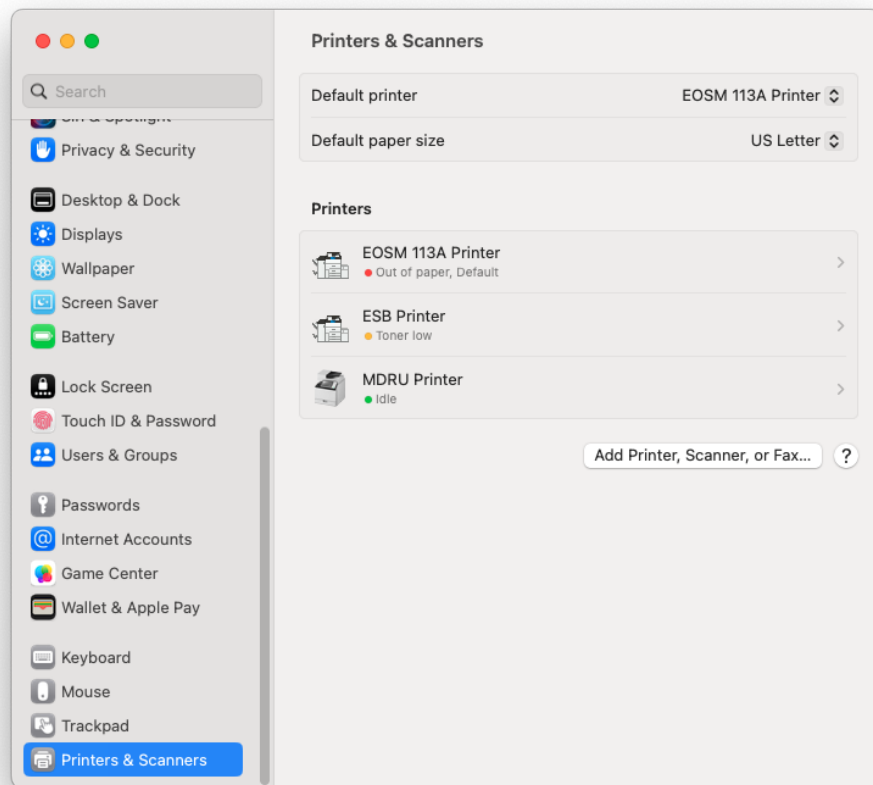 Printers & Scanners
Search
Siri & Spotlight
Privacy & Security
Desktop & Dock
Displays
Wallpaper
Screen Saver
Battery
Lock Screen
Touch ID & Password
Users & Groups
Passwords
Internet Accounts
Game Center
Wallet & Apple Pay
Keyboard
Mouse
Trackpad
Printers & Scanners
Default printer EOSM 113A Printer
Default paper size US Letter
Printers
EOSM 113A Printer
Out of paper, Default
ESB Printer
Toner low
MDRU Printer
Idle
Add Printer, Scanner, or Fax... ?